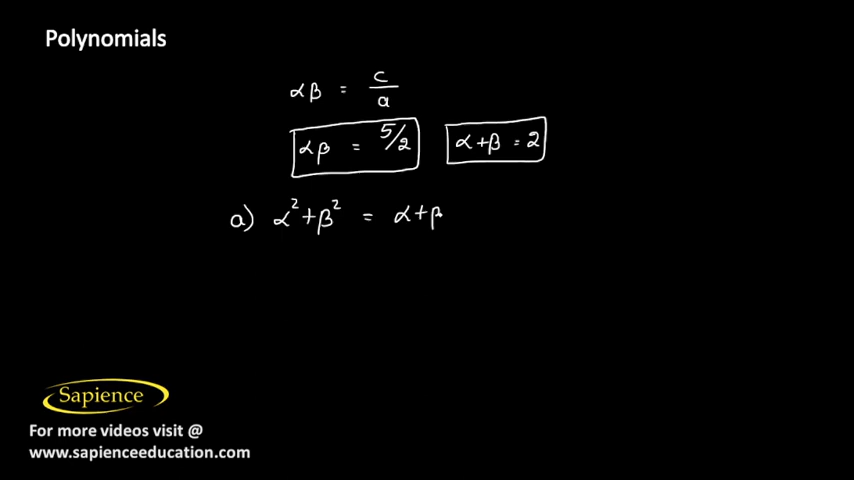 Polynomials
αβ = c/a
αβ = 5/2 α+β = 2
a) α²+β² = α+β
Sapience
For more videos visit @
www.sapienceeducation.com